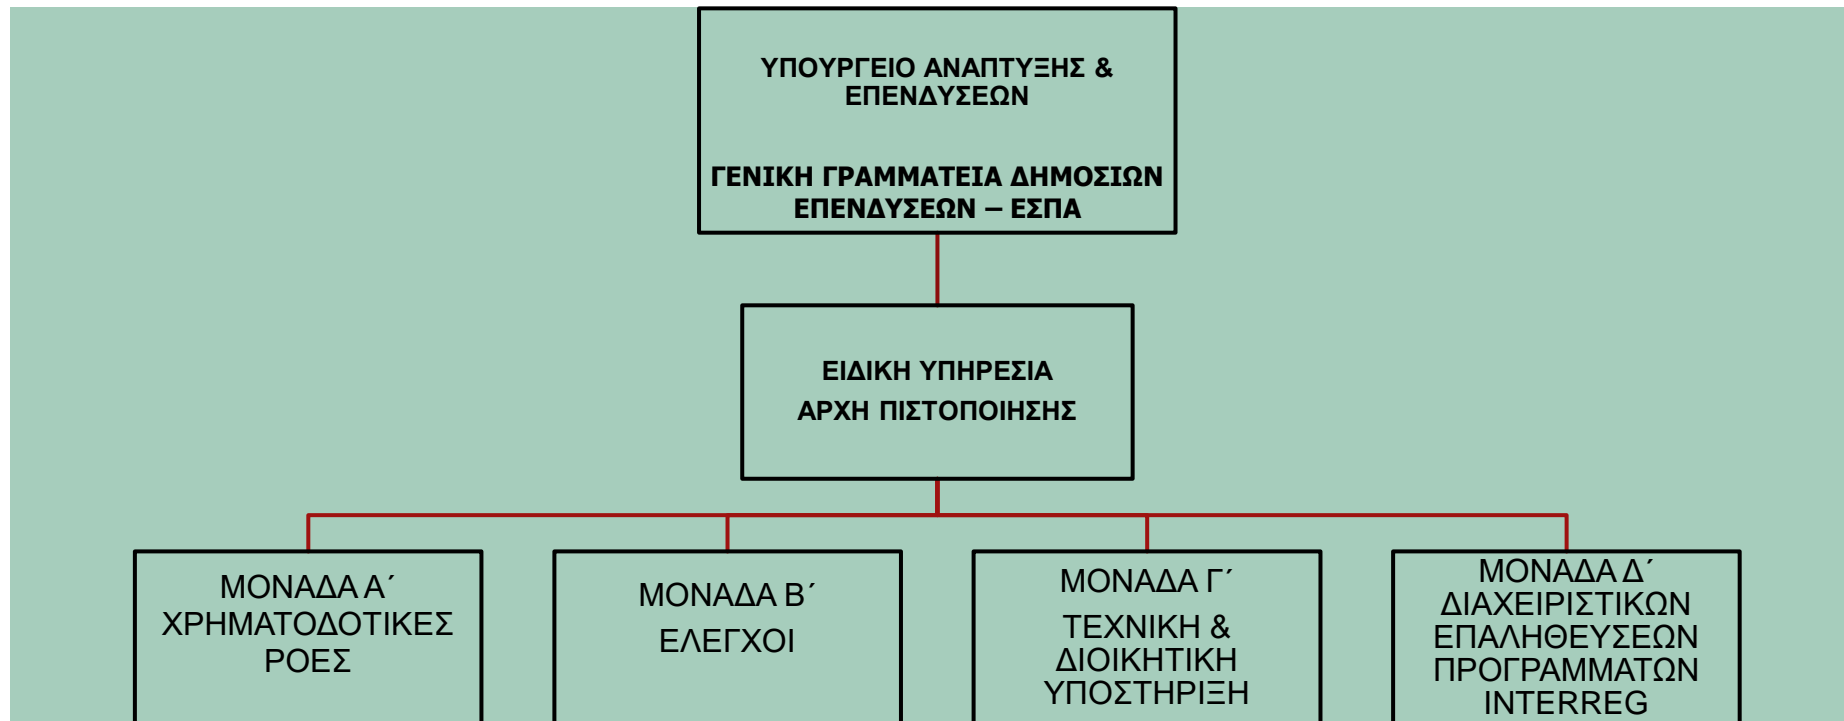 ΥΠΟΥΡΓΕΙΟ ΑΝΑΠΤΥΞΗΣ &
ΕΠΕΝΔΥΣΕΩΝ
ΓΕΝΙΚΗ ΓΡΑΜΜΑΤΕΙΑ ΔΗΜΟΣΙΩΝ
ΕΠΕΝΔΥΣΕΩΝ – ΕΣΠΑ
ΕΙΔΙΚΗ ΥΠΗΡΕΣΙΑ
ΑΡΧΗ ΠΙΣΤΟΠΟΙΗΣΗΣ
ΜΟΝΑΔΑ Α΄
ΧΡΗΜΑΤΟΔΟΤΙΚΕΣ
ΡΟΕΣ
ΜΟΝΑΔΑ Β΄
ΕΛΕΓΧΟΙ
ΜΟΝΑΔΑ Γ΄
ΤΕΧΝΙΚΗ &
ΔΙΟΙΚΗΤΙΚΗ
ΥΠΟΣΤΗΡΙΞΗ
ΜΟΝΑΔΑ Δ΄
ΔΙΑΧΕΙΡΙΣΤΙΚΩΝ
ΕΠΑΛΗΘΕΥΣΕΩΝ
ΠΡΟΓΡΑΜΜΑΤΩΝ
INTERREG